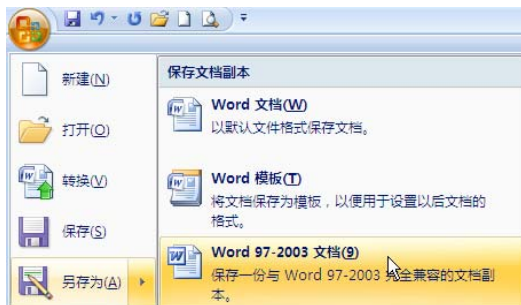 新建(N)
打开(O)
转换(V)
保存(S)
另存为(A)
保存文档副本
Word 文档(W)
以默认文件格式保存文档。
Word 模板(T)
将文档保存为模板，以便用于设置以后文档的
格式。
Word 97-2003 文档(9)
保存一份与 Word 97-2003 完全兼容的文档副
本。